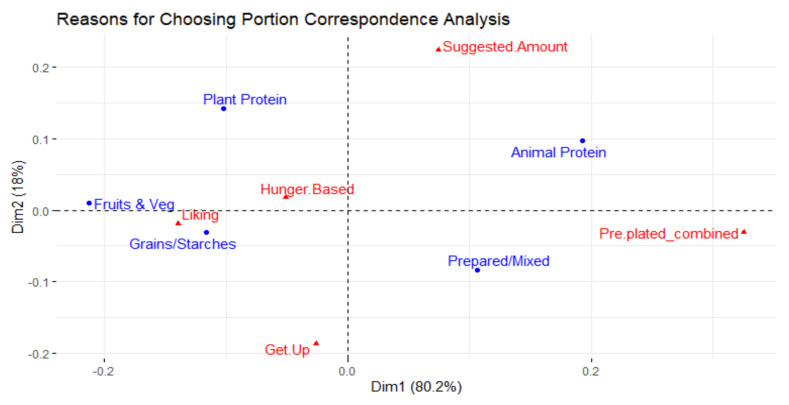 Reasons for Choosing Portion Correspondence Analysis
Suggested.Amount
0.2
Plant Protein
0.1
Animal Protein
Hunger.Based
Fruits & Veg
0.0
Liking
Pre.plated_combined
Grains/Starches
Prepared/Mixed
-0.1
Get.Up
-0.2
Dim2 (18%)
-0.2
0.0
0.2
Dim1 (80.2%)